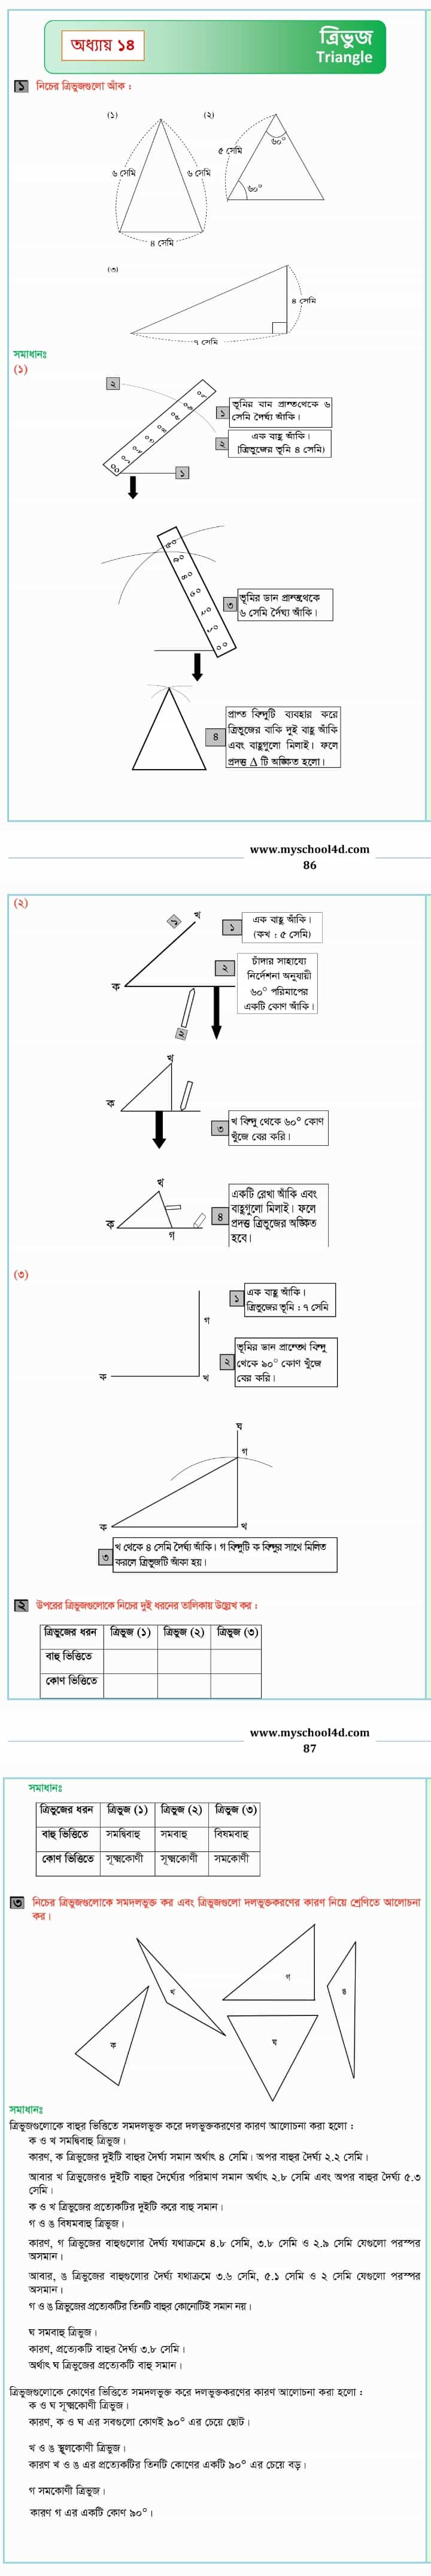 অধ্যায় ১৪
ত্রিভুজ
Triangle
১ নিচের ত্রিভুজগুলো আঁক :
(১)
(২)
৬ সেমি
৬ সেমি
৪ সেমি
৫ সেমি
৬০°
৬০°
(৩)
৪ সেমি
৭ সেমি
সমাধানঃ
(১)
২
১
১ ভূমির বাম প্রান্তথেকে ৬
সেমি দৈর্ঘ্য আঁকি।
২ এক বাহু আঁকি।
[ত্রিভুজের ভূমি ৪ সেমি)
৩ ভূমির ডান প্রান্তথেকে
৬ সেমি দৈর্ঘ্য আঁকি।
৪ প্রান্ত বিন্দুটি ব্যবহার করে
ত্রিভুজের বাকি দুই বাহু আঁকি
এবং বাহুগুলো মিলাই। ফলে
প্রদত্ত Δ টি অঙ্কিত হলো।
www.myschool4d.com
86
(২)
১
খ
ক
২
১ এক বাহু আঁকি।
(কখ : ৫ সেমি)
২ চাঁদার সাহায্যে
নির্দেশনা অনুযায়ী
৬০° পরিমাপের
একটি কোণ আঁকি।
খ
ক
৩ খ বিন্দু থেকে ৬০° কোণ
খুঁজে বের করি।
খ
ক
গ
৪ একটি রেখা আঁকি এবং
বাহুগুলো মিলাই। ফলে
প্রদত্ত ত্রিভুজের অঙ্কিত
হবে।
(৩)
গ
ক
খ
১ এক বাহু আঁকি।
ত্রিভুজের ভূমি : ৭ সেমি
২ ভূমির ডান প্রান্তেথ বিন্দু
থেকে ৯০° কোণ খুঁজে
বের করি।
ঘ
গ
ক
খ
৩ খ থেকে ৪ সেমি দৈর্ঘ্য আঁকি। গ বিন্দুটি ক বিন্দুর সাথে মিলিত
করলে ত্রিভুজটি আঁকা হয়।
২ উপরের ত্রিভুজগুলোকে নিচের দুই ধরনের তালিকায় উল্লেখ কর :
ত্রিভুজের ধরন ত্রিভুজ (১) ত্রিভুজ (২) ত্রিভুজ (৩)
বাহু ভিত্তিতে
কোণ ভিত্তিতে
www.myschool4d.com
87
সমাধানঃ
ত্রিভুজের ধরন ত্রিভুজ (১) ত্রিভুজ (২) ত্রিভুজ (৩)
বাহু ভিত্তিতে সমদ্বিবাহু সমবাহু বিষমবাহু
কোণ ভিত্তিতে সূক্ষ্মকোণী সূক্ষ্মকোণী সমকোণী
৩ নিচের ত্রিভুজগুলোকে সমদলভুক্ত কর এবং ত্রিভুজগুলো দলভুক্তকরণের কারণ নিয়ে শ্রেণিতে আলোচনা
কর।
ক
খ
গ
ঘ
ঙ
সমাধানঃ
ত্রিভুজগুলোকে বাহুর ভিত্তিতে সমদলভুক্ত করে দলভুক্তকরণের কারণ আলোচনা করা হলো :
ক ও খ সমদ্বিবাহু ত্রিভুজ।
কারণ, ক ত্রিভুজের দুইটি বাহুর দৈর্ঘ্য সমান অর্থাৎ ৪ সেমি। অপর বাহুর দৈর্ঘ্য ২.২ সেমি।
আবার খ ত্রিভুজেরও দুইটি বাহুর দৈর্ঘ্যের পরিমাণ সমান অর্থাৎ ২.৮ সেমি এবং অপর বাহুর দৈর্ঘ্য ৫.৩
সেমি।
ক ও খ ত্রিভুজের প্রত্যেকটির দুইটি করে বাহু সমান।
গ ও ঙ বিষমবাহু ত্রিভুজ।
কারণ, গ ত্রিভুজের বাহুগুলোর দৈর্ঘ্য যথাক্রমে ৪.৮ সেমি, ৩.৮ সেমি ও ২.৯ সেমি যেগুলো পরস্পর
অসমান।
আবার, ঙ ত্রিভুজের বাহুগুলোর দৈর্ঘ্য যথাক্রমে ৩.৬ সেমি, ৫.১ সেমি ও ২ সেমি যেগুলো পরস্পর
অসমান।
গ ও ঙ ত্রিভুজের প্রত্যেকটির তিনটি বাহুর কোনোটিই সমান নয়।
ঘ সমবাহু ত্রিভুজ।
কারণ, প্রত্যেকটি বাহুর দৈর্ঘ্য ৩.৮ সেমি।
অর্থাৎ ঘ ত্রিভুজের প্রত্যেকটি বাহু সমান।
ত্রিভুজগুলোকে কোণের ভিত্তিতে সমদলভুক্ত করে দলভুক্তকরণের কারণ আলোচনা করা হলো :
ক ও ঘ সূক্ষ্মকোণী ত্রিভুজ।
কারণ, ক ও ঘ এর সবগুলো কোণই ৯০° এর চেয়ে ছোট।
খ ও ঙ স্থূলকোণী ত্রিভুজ।
কারণ খ ও ঙ এর প্রত্যেকটির তিনটি কোণের একটি ৯০° এর চেয়ে বড়।
গ সমকোণী ত্রিভুজ।
কারণ গ এর একটি কোণ ৯০°।